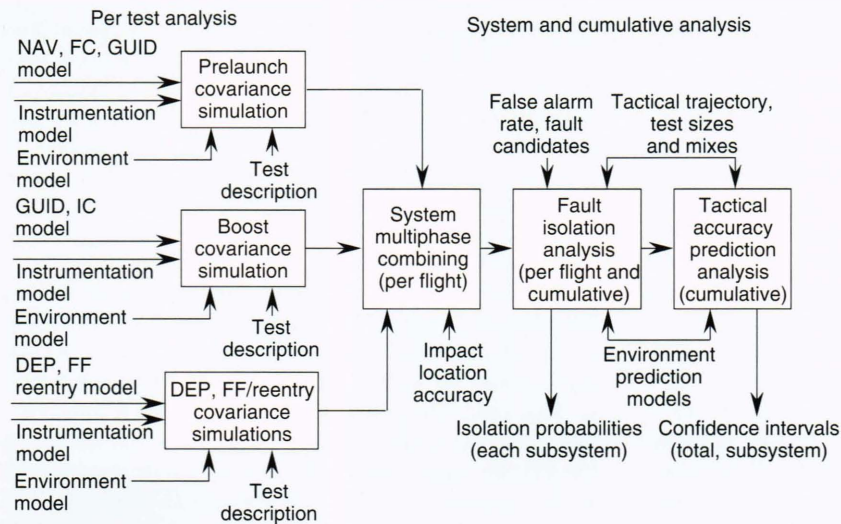 Per test analysis
System and cumulative analysis
NAV, FC, GUID
model
Instrumentation
model
Environment
model
Prelaunch
covariance
simulation
Test
description
GUID, IC
model
Instrumentation
model
Environment
model
Boost
covariance
simulation
Test
description
DEP, FF
reentry model
Instrumentation
model
Environment
model
DEP, FF/reentry
covariance
simulations
Test
description
System
multiphase
combining
(per flight)
Impact
location
accuracy
False alarm
rate, fault
candidates
Tactical trajectory,
test sizes
and mixes
Fault
isolation
analysis
(per flight and
cumulative)
Tactical
accuracy
prediction
analysis
(cumulative)
Environment
prediction
models
Isolation probabilities
(each subsystem)
Confidence intervals
(total, subsystem)